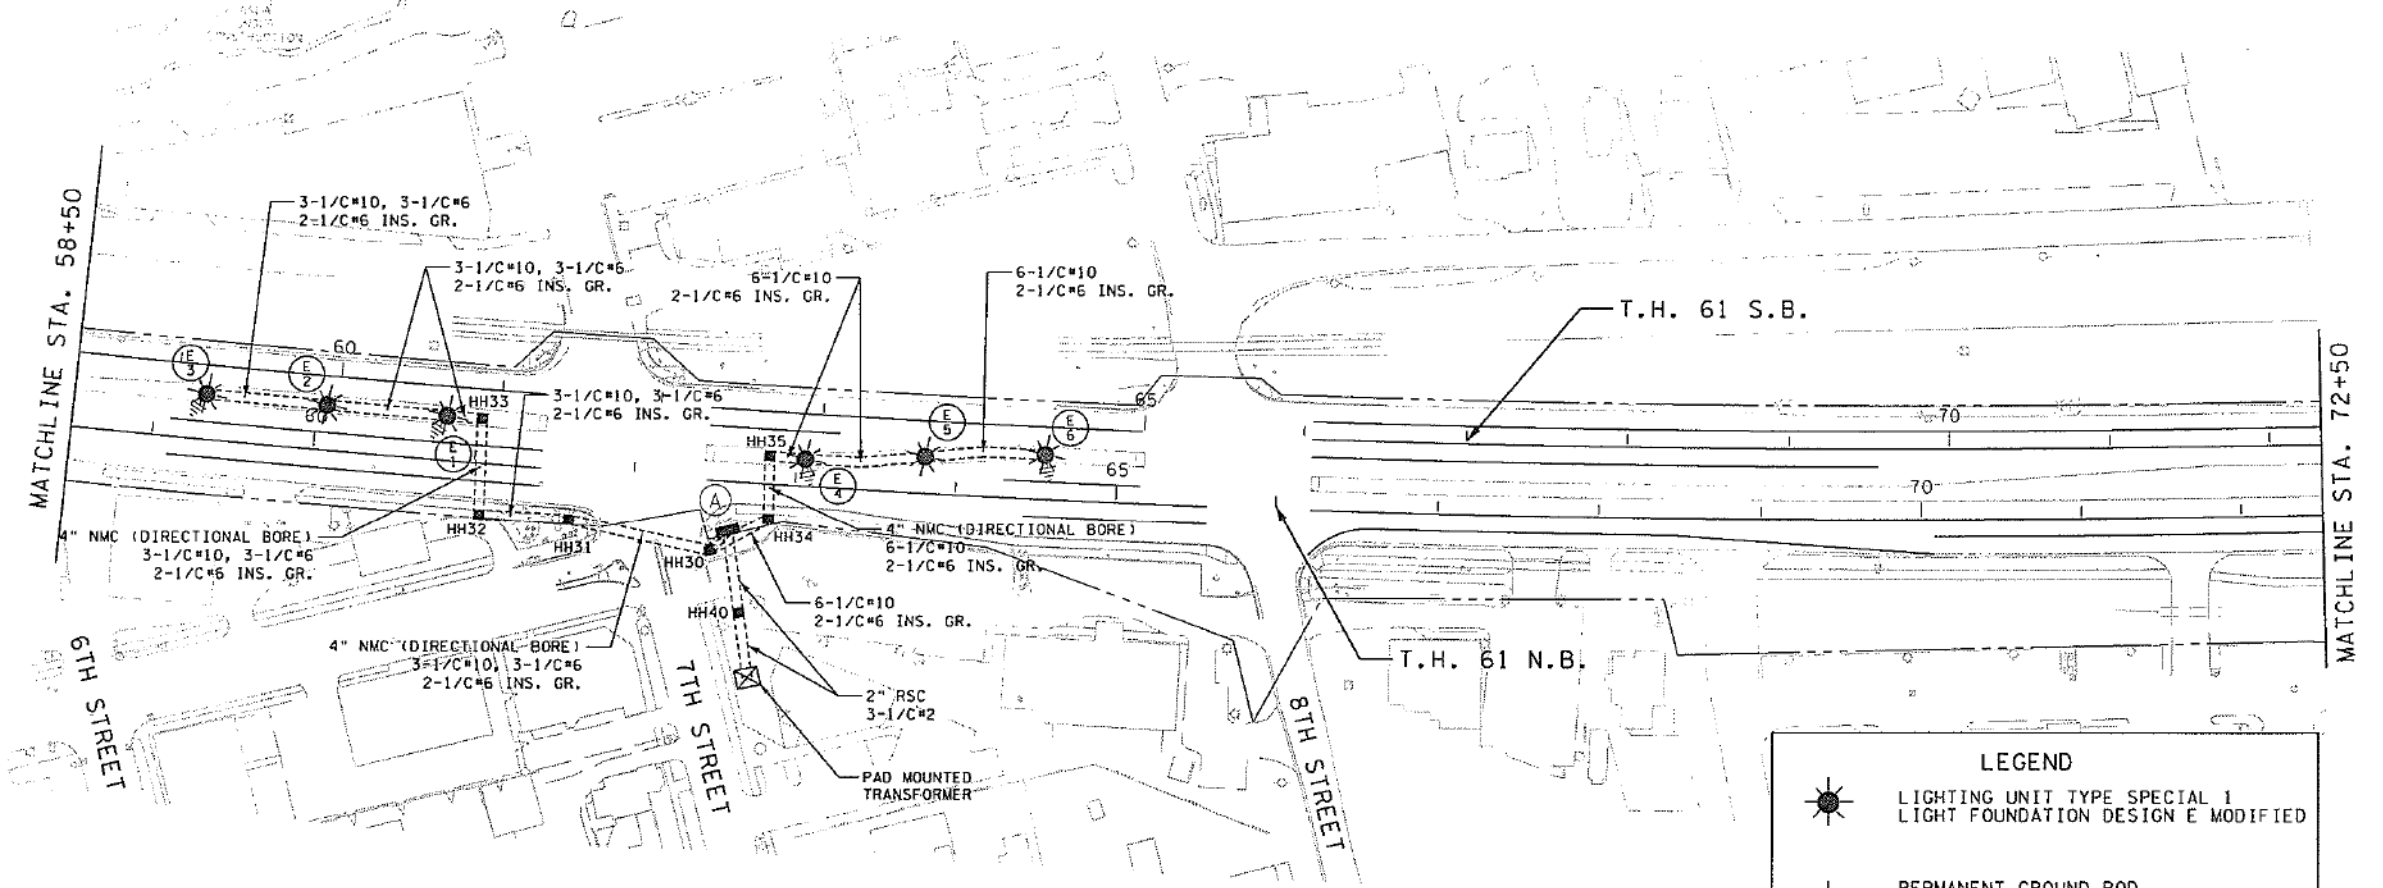 MATCHLINE STA. 58+50
3-1/C#10, 3-1/C#6
2-1/C#6 INS. GR.
3-1/C#10, 3-1/C#6
2-1/C#6 INS. GR.
6-1/C#10
2-1/C#6 INS. GR.
6-1/C#10
2-1/C#6 INS. GR.
T.H. 61 S.B.
MATCHLINE STA. 72+50
60
E
3
E
2
60
HH33
E
1
3-1/C#10, 3-1/C#6
2-1/C#6 INS. GR.
HH35
E
4
E
5
E
6
65
65
70
70
A
HH32
HH31
HH30
HH34
4" NMC (DIRECTIONAL BORE)
3-1/C#10, 3-1/C#6
2-1/C#6 INS. GR.
4" NMC (DIRECTIONAL BORE)
6-1/C#10
2-1/C#6 INS. GR.
HH40
6-1/C#10
2-1/C#6 INS. GR.
4" NMC (DIRECTIONAL BORE)
3-1/C#10, 3-1/C#6
2-1/C#6 INS. GR.
T.H. 61 N.B.
2" RSC
3-1/C#2
6TH STREET
7TH STREET
8TH STREET
PAD MOUNTED
TRANSFORMER
LEGEND
LIGHTING UNIT TYPE SPECIAL 1
LIGHT FOUNDATION DESIGN E MODIFIED
PERMANENT GROUND ROD